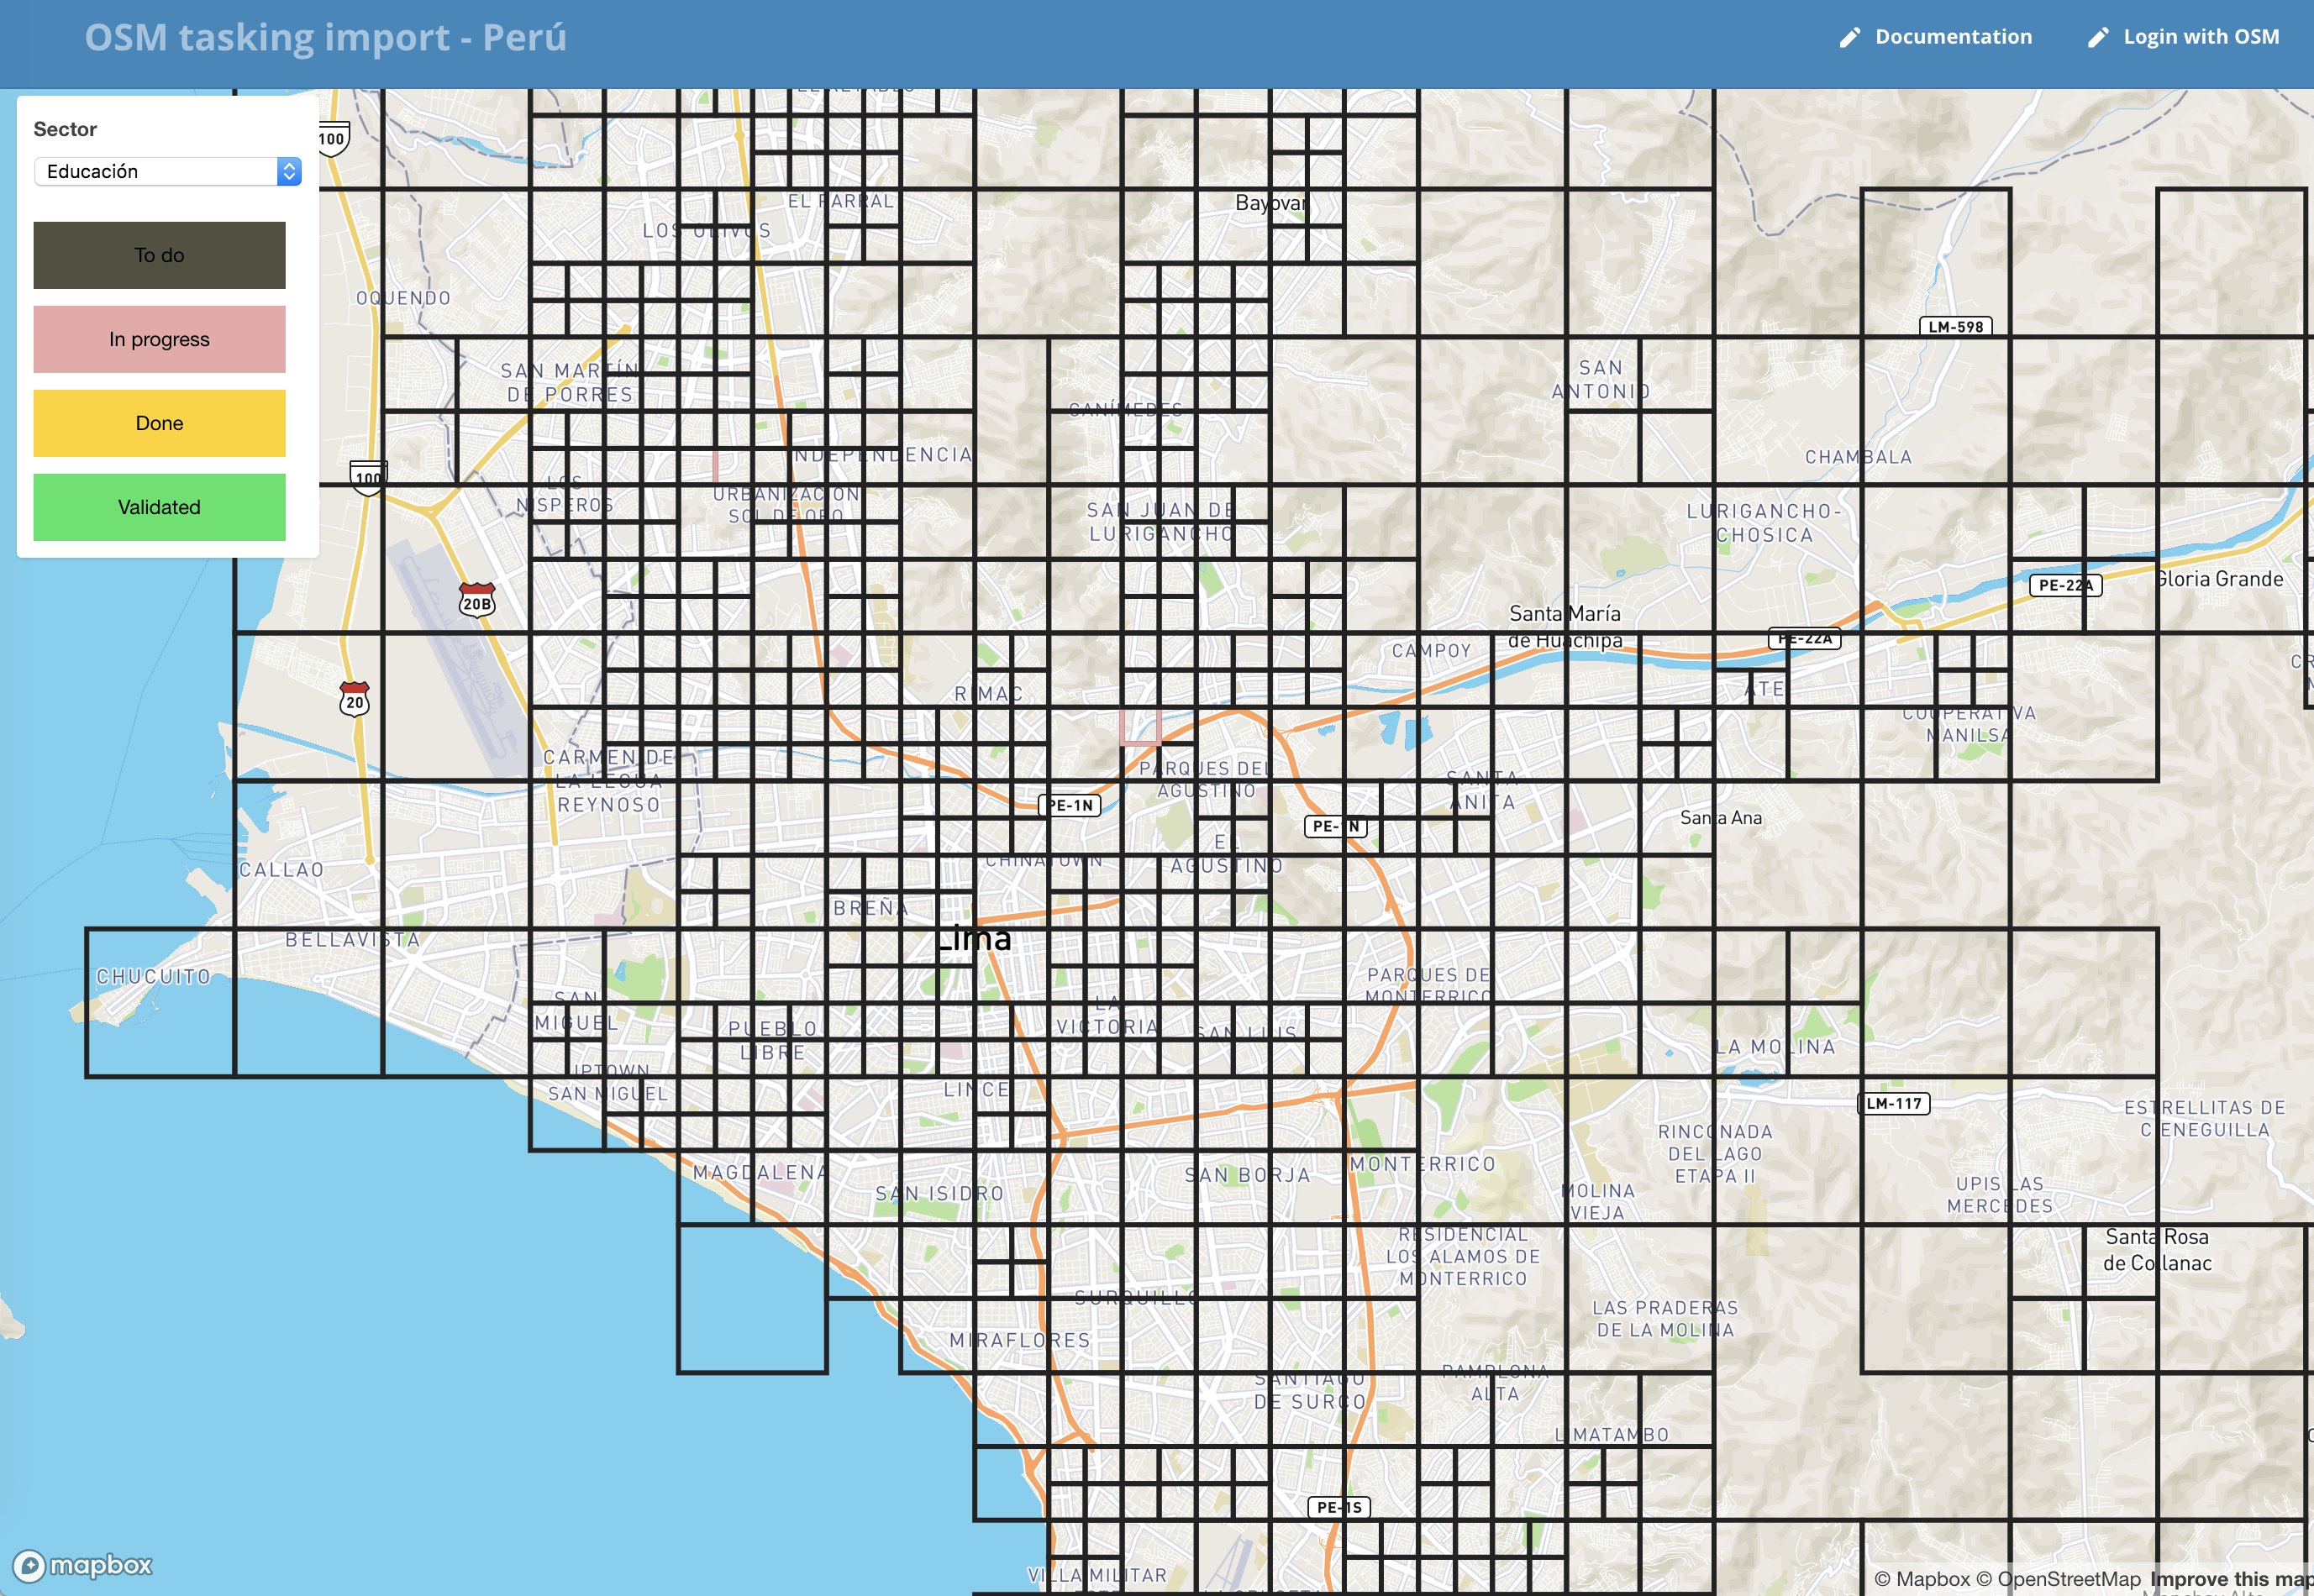 OSM tasking import - Perú
Documentation
Login with OSM
Sector
Educación
To do
In progress
Done
Validated
100
EL PARRAL
LOS OLIVOS
Bayovar
OQUENDO
LM-598
SAN MARTÍN
DE PORRES
SAN
ANTONIO
CANÍMEDES
INDEPENDENCIA
CHAMBALA
100
LOS
NISPEROS
URBANIZACION
SOL DE ORO
SAN JUAN DE
LURIGANCHO
LURIGANCHO-
CHOSICA
20B
PE-22A
Gloria Grande
Santa María
de Huachipa
PE-22A
CAMPOY
RIMAC
ATE
20
COOPERATIVA
MANILSA
CARMEN DE
LA LEGUA
REYNOSO
PARQUES DEL
AGUSTINO
SANTA
ANITA
PE-1N
PE-1N
Santa Ana
EL
AGUSTINO
CHINATOWN
CALLAO
BREÑA
Lima
BELLAVISTA
CHUCUITO
PARQUES DE
MONTERRICO
SAN
MIGUEL
PUEBLO
LIBRE
LA
VICTORIA
SAN LUIS
LA MOLINA
UPTOWN
SAN MIGUEL
LINCE
LM-117
ESTRELLITAS DE
CIENEGUILLA
RINCONADA
DEL LAGO
ETAPA II
MAGDALENA
SAN ISIDRO
SAN BORJA
MONTERRICO
MOLINA
VIEJA
UPIS LAS
MERCEDES
RESIDENCIAL
LOS ALAMOS DE
MONTERRICO
Santa Rosa
de Collanac
SURQUILLO
LAS PRADERAS
DE LA MOLINA
MIRAFLORES
SANTIAGO
DE SURCO
PAMPLONA
ALTA
LIMATAMBO
PE-1S
VILLA MILITAR
mapbox
© Mapbox © OpenStreetMap Improve this map